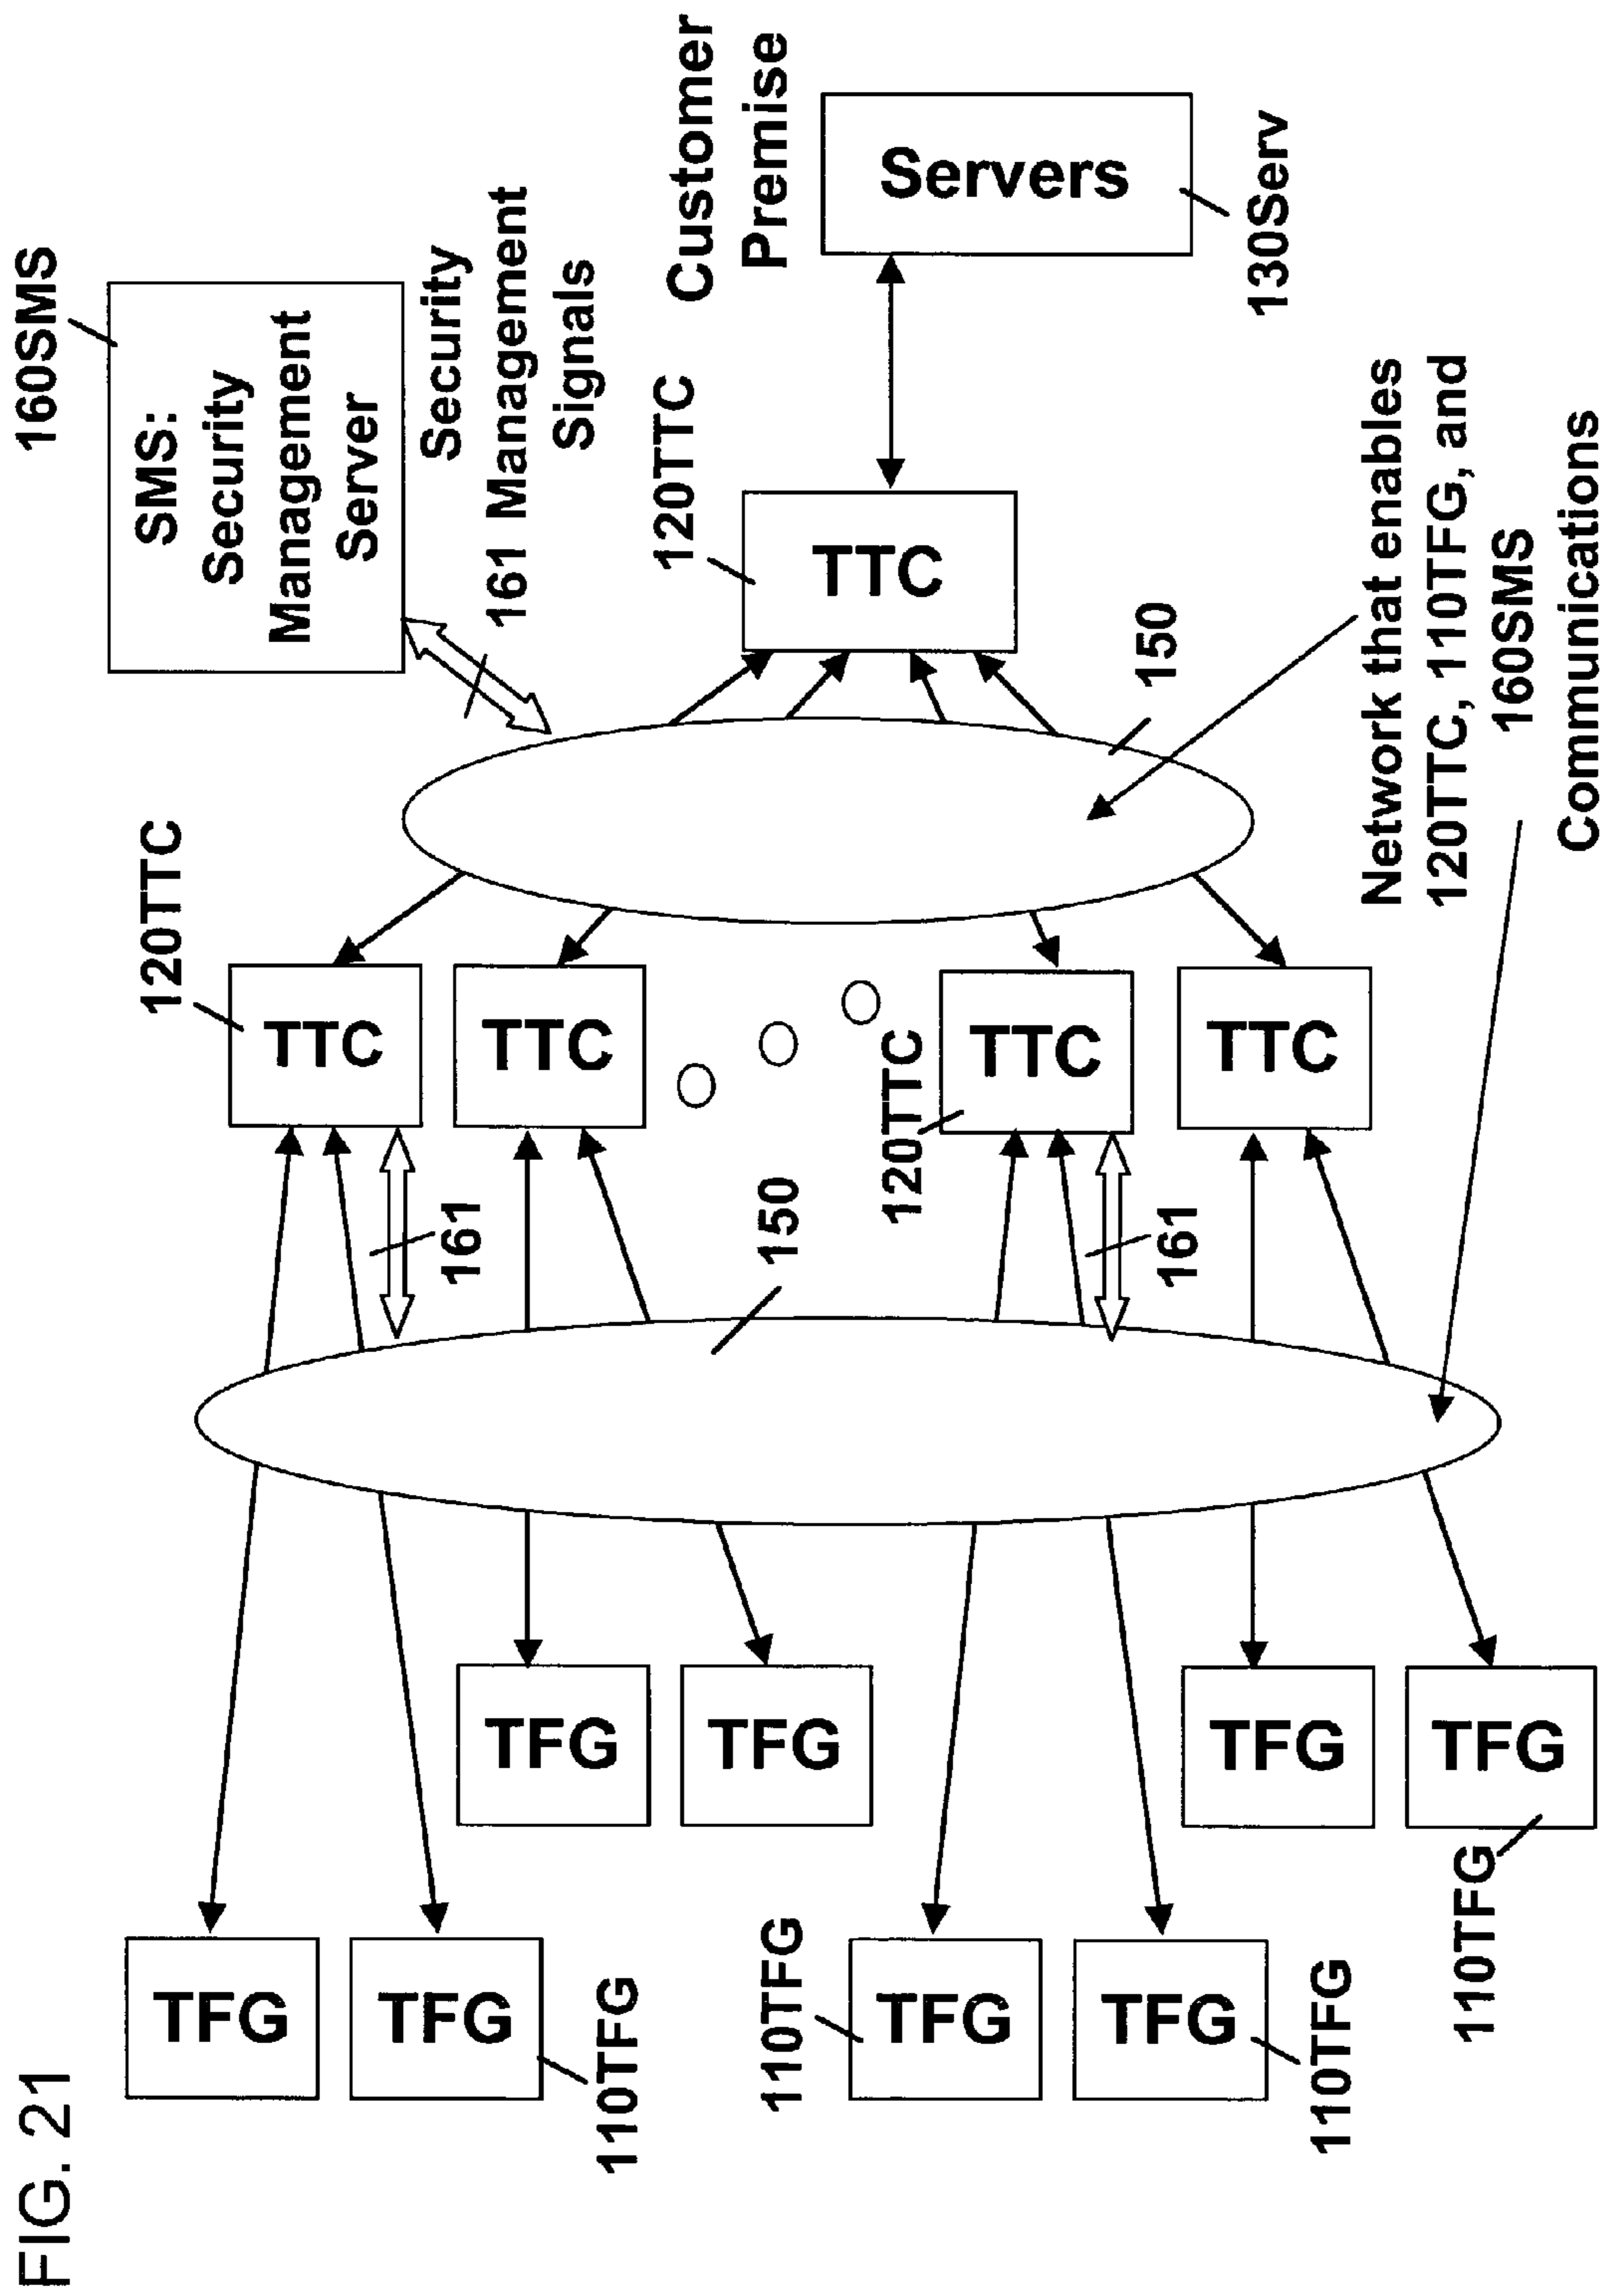 FIG. 21
160SMS
SMS:
Security
Management
Server
120TTC
TFG
TTC
Security
161 Management
Signals
TFG
161
TTC
TFG
110TFG
120TTC
TTC
Customer
Premise
Servers
130Serv
TFG
150
110TFG
TFG
120TTC
TTC
150
TFG
161
TTC
TFG
110TFG
Network that enables
120TTC, 110TFG, and
160SMS
Communications
110TFG
TFG